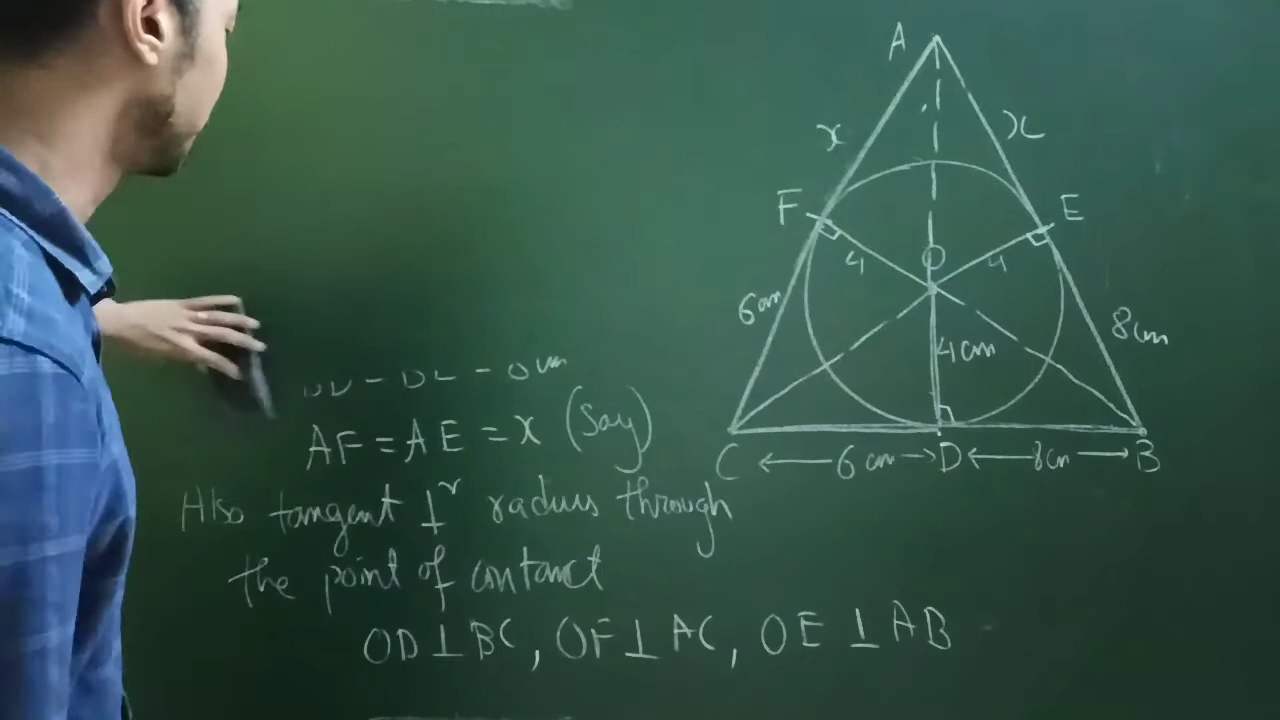 A
x
x
F
E
O
4
4
6cm
8cm
4cm
C
6 cm
D
8cm
B
AF = AE = x (Say)
Also tangent ⊥r radius through
the point of contanct
OD ⊥ BC, OF ⊥ AC, OE ⊥ AB